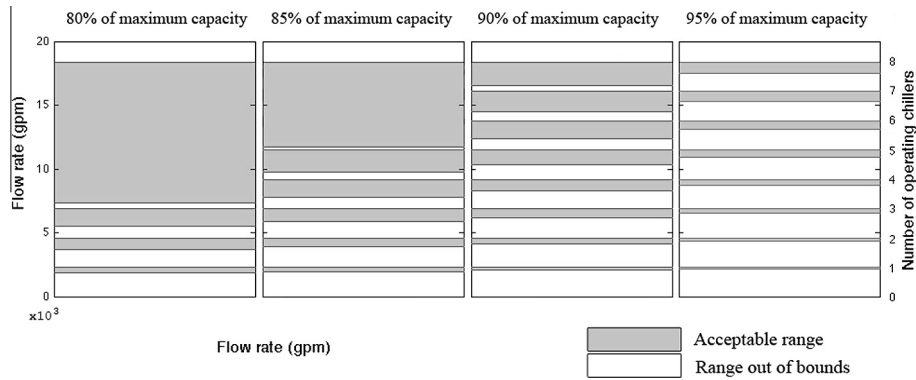 80% of maximum capacity 85% of maximum capacity 90% of maximum capacity 95% of maximum capacity
Flow rate (gpm)
20
15
10
5
0
x10³
8
7
6
5
4
3
2
1
0
Number of operating chillers
Flow rate (gpm)
Acceptable range
Range out of bounds